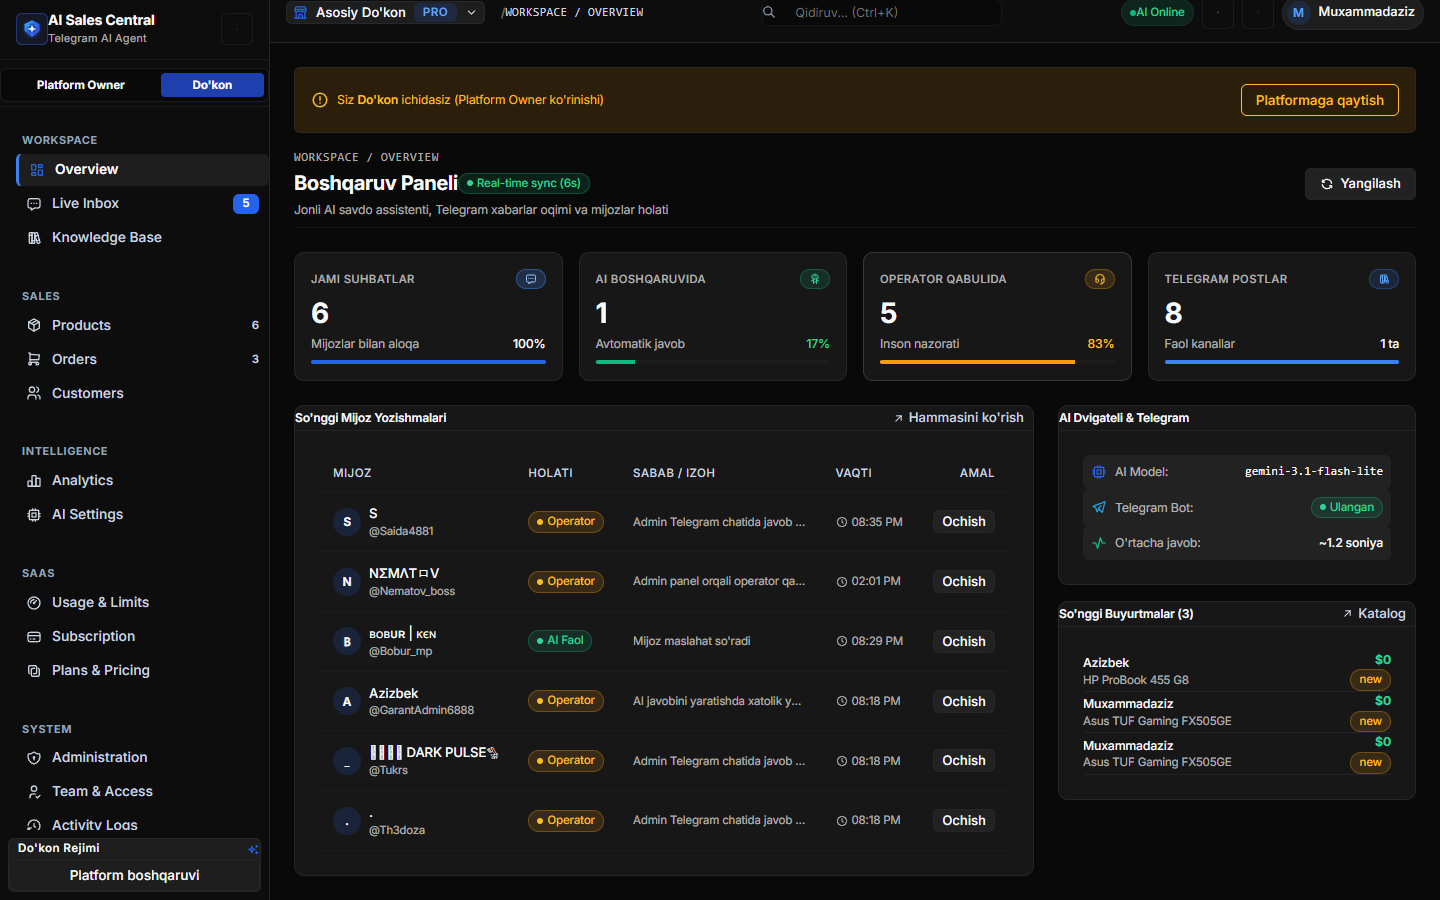 AI Sales Central
Telegram AI Agent
Platform Owner
Do'kon
WORKSPACE
Overview
Live Inbox 5
Knowledge Base
SALES
Products 6
Orders 3
Customers
INTELLIGENCE
Analytics
AI Settings
SAAS
Usage & Limits
Subscription
Plans & Pricing
SYSTEM
Administration
Team & Access
Activity Logs
Do'kon Rejimi
Platform boshqaruvi
Asosiy Do'kon PRO
/WORKSPACE / OVERVIEW
Qidiruv... (Ctrl+K)
AI Online
M Muxammadaziz
Siz Do'kon ichidasiz (Platform Owner ko'rinishi)
Platformaga qaytish
WORKSPACE / OVERVIEW
Boshqaruv Paneli Real-time sync (6s)
Yangilash
Jonli AI savdo assistenti, Telegram xabarlar oqimi va mijozlar holati
JAMI SUHBATLAR
6
Mijozlar bilan aloqa 100%
AI BOSHQARUVIDA
1
Avtomatik javob 17%
OPERATOR QABULIDA
5
Inson nazorati 83%
TELEGRAM POSTLAR
8
Faol kanallar 1 ta
So'nggi Mijoz Yozishmalari
Hammasini ko'rish
MIJOZ HOLATI SABAB / IZOH VAQTI AMAL
S S Operator Admin Telegram chatida javob ... 08:35 PM Ochish
@Saida4881
N NΣMΛTㅁV Operator Admin panel orqali operator qa... 02:01 PM Ochish
@Nematov_boss
B ʙᴏʙᴜʀ | ᴋᴇɴ AI Faol Mijoz maslahat so'radi 08:29 PM Ochish
@Bobur_mp
A Azizbek Operator AI javobini yaratishda xatolik y... 08:18 PM Ochish
@GarantAdmin6888
_ DARK PULSE Operator Admin Telegram chatida javob ... 08:18 PM Ochish
@Tukrs
. . Operator Admin Telegram chatida javob ... 08:18 PM Ochish
@Th3doza
AI Dvigateli & Telegram
AI Model: gemini-3.1-flash-lite
Telegram Bot: Ulangan
O'rtacha javob: ~1.2 soniya
So'nggi Buyurtmalar (3)
Katalog
Azizbek $0
HP ProBook 455 G8 new
Muxammadaziz $0
Asus TUF Gaming FX505GE new
Muxammadaziz $0
Asus TUF Gaming FX505GE new